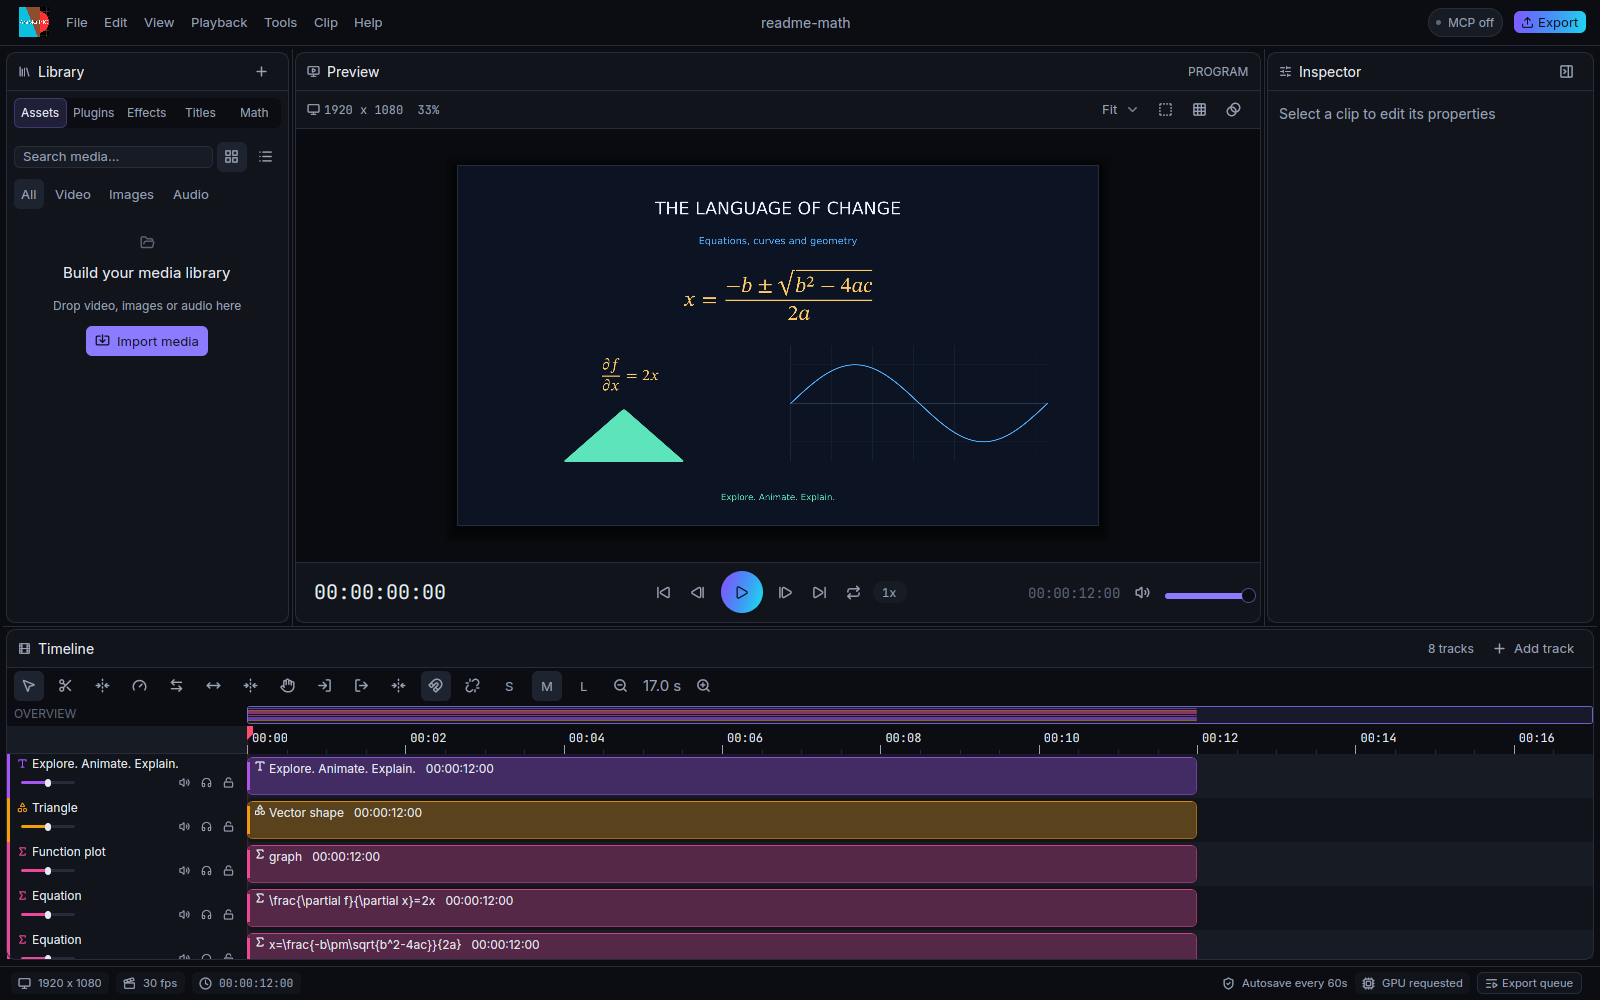 File Edit View Playback Tools Clip Help
readme-math
MCP off
Export
Library
Preview
PROGRAM
Inspector
Assets Plugins Effects Titles Math
1920 x 1080 33%
Fit
Select a clip to edit its properties
Search media...
All Video Images Audio
Build your media library
Drop video, images or audio here
Import media
THE LANGUAGE OF CHANGE
Equations, curves and geometry
x = \frac{-b ± \sqrt{b² − 4ac}}{2a}
\frac{∂f}{∂x} = 2x
Explore. Animate. Explain.
00:00:00:00
1x
00:00:12:00
Timeline
8 tracks
Add track
S M L 17.0 s
OVERVIEW
00:00 00:02 00:04 00:06 00:08 00:10 00:12 00:14 00:16
Explore. Animate. Explain.
Explore. Animate. Explain. 00:00:12:00
Triangle
Vector shape 00:00:12:00
Function plot
graph 00:00:12:00
Equation
\frac{\partial f}{\partial x}=2x 00:00:12:00
Equation
x=\frac{-b\pm\sqrt{b^2-4ac}}{2a} 00:00:12:00
1920 x 1080
30 fps
00:00:12:00
Autosave every 60s
GPU requested
Export queue